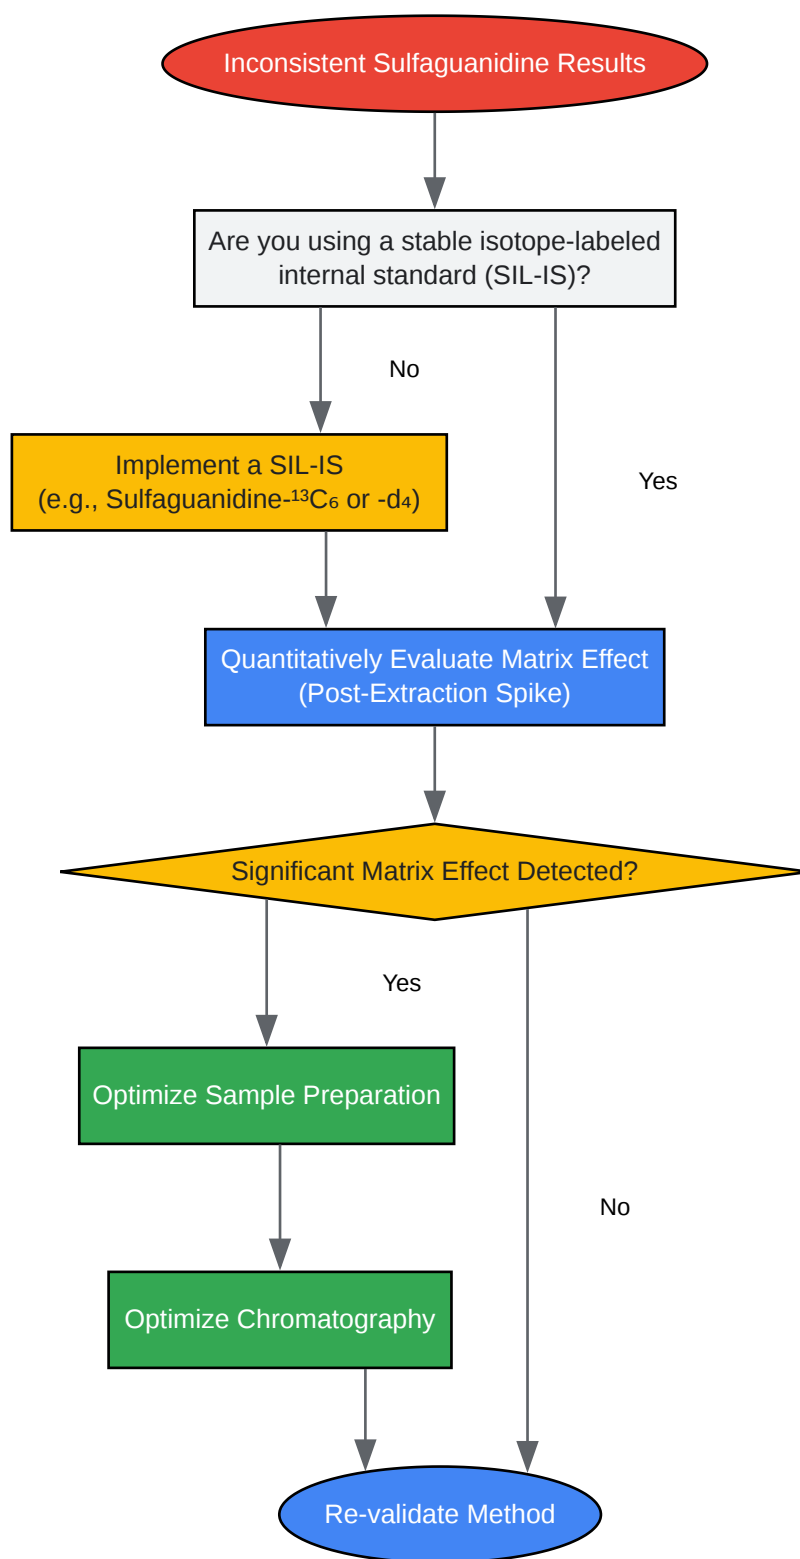 Inconsistent Sulfaguanidine Results
Are you using a stable isotope-labeled
internal standard (SIL-IS)?
No
Implement a SIL-IS
(e.g., Sulfaguanidine-¹³C₆ or -d₄)
Yes
Quantitatively Evaluate Matrix Effect
(Post-Extraction Spike)
Significant Matrix Effect Detected?
Yes
Optimize Sample Preparation
No
Optimize Chromatography
Re-validate Method